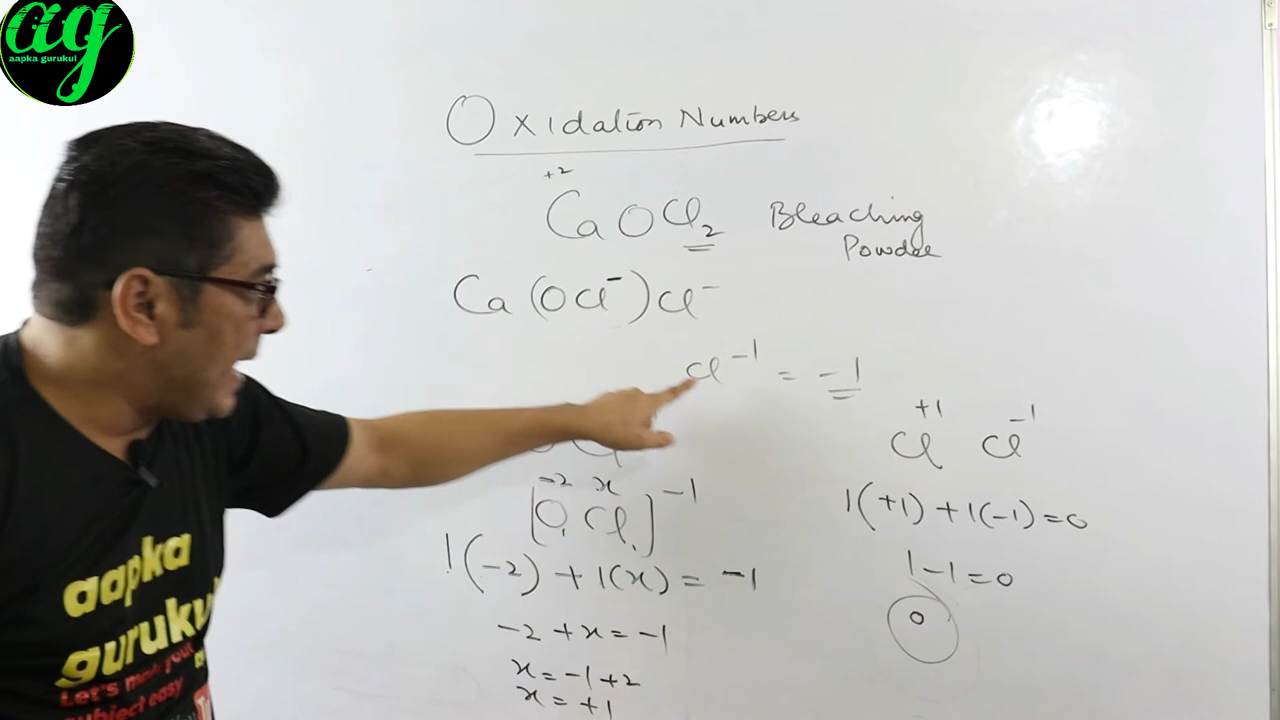 ag
aapka gurukul
Oxidation Numbers
+2
CaOCl₂ Bleaching
Powder
Ca(OCl⁻)Cl⁻
Cl⁻¹ = -1
+1 -1
Cl Cl
-2 x
[O₁Cl₁]⁻¹
1(-2) + 1(x) = -1
-2 + x = -1
x = -1 + 2
x = +1
1(+1) + 1(-1) = 0
1 - 1 = 0
0
aapka
gurukul
Let's make your
subject easy